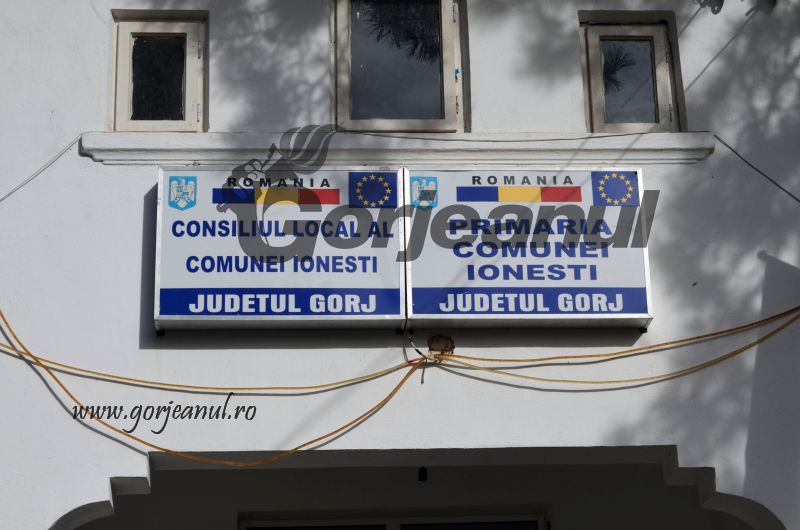 ROMANIA
CONSILIUL LOCAL AL
COMUNEI IONESTI
JUDETUL GORJ
ROMANIA
PRIMARIA
COMUNEI
IONESTI
JUDETUL GORJ
Gorjeanul
www.gorjeanul.ro